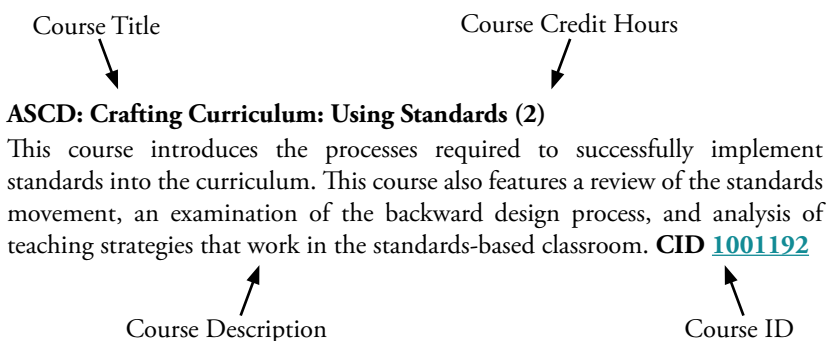 Course Title
Course Credit Hours
ASCD: Crafting Curriculum: Using Standards (2)
This course introduces the processes required to successfully implement
standards into the curriculum. This course also features a review of the standards
movement, an examination of the backward design process, and analysis of
teaching strategies that work in the standards-based classroom. CID 1001192
Course Description
Course ID